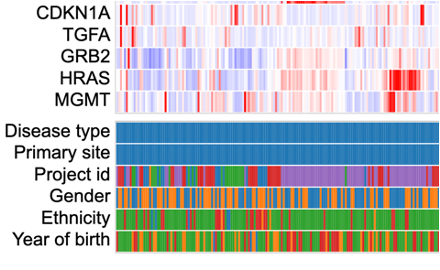 CDKN1A
TGFA
GRB2
HRAS
MGMT
Disease type
Primary site
Project id
Gender
Ethnicity
Year of birth